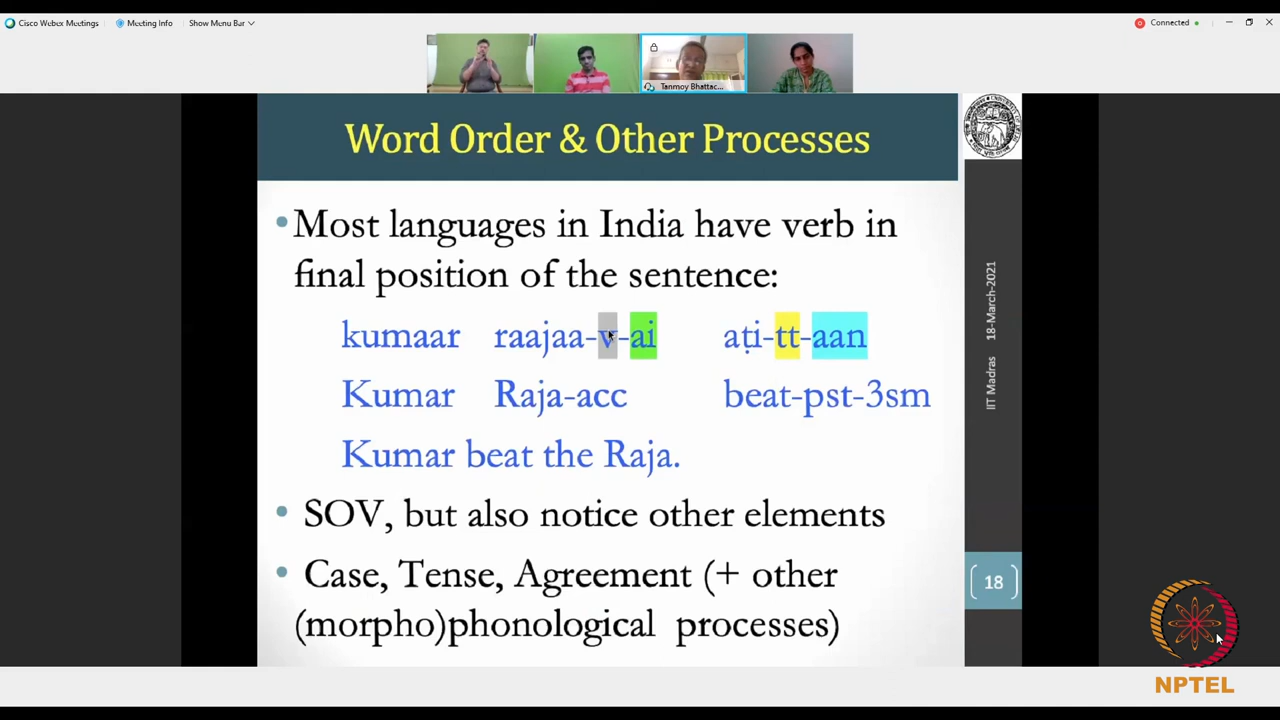 Cisco Webex Meetings Meeting Info Show Menu Bar Connected
Tanmoy Bhattac...
Word Order & Other Processes
•Most languages in India have verb in
final position of the sentence:
kumaar raajaa-v-ai aṭi-tt-aan
Kumar Raja-acc beat-pst-3sm
Kumar beat the Raja.
• SOV, but also notice other elements
• Case, Tense, Agreement (+ other
(morpho)phonological processes)
IIT Madras 18-March-2021
18
NPTEL